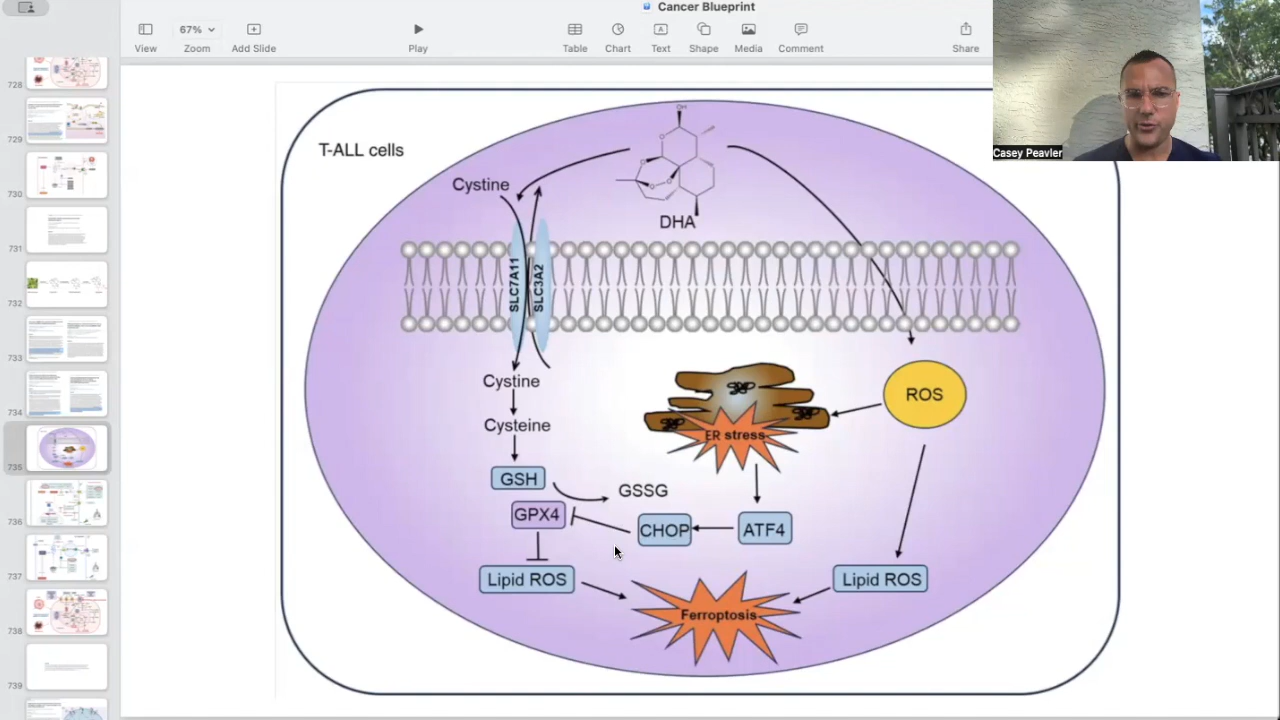 Cancer Blueprint
67%
View
Zoom
Add Slide
Play
Table
Chart
Text
Shape
Media
Comment
Share
Casey Peavler
728
729
730
731
732
733
734
735
736
737
738
739
T-ALL cells
OH
O
O
O
O
O
Cystine
DHA
SLC7A11
SLC3A2
Cystine
Cysteine
GSH
GSSG
GPX4
CHOP
ATF4
ER stress
ROS
Lipid ROS
Lipid ROS
Ferroptosis